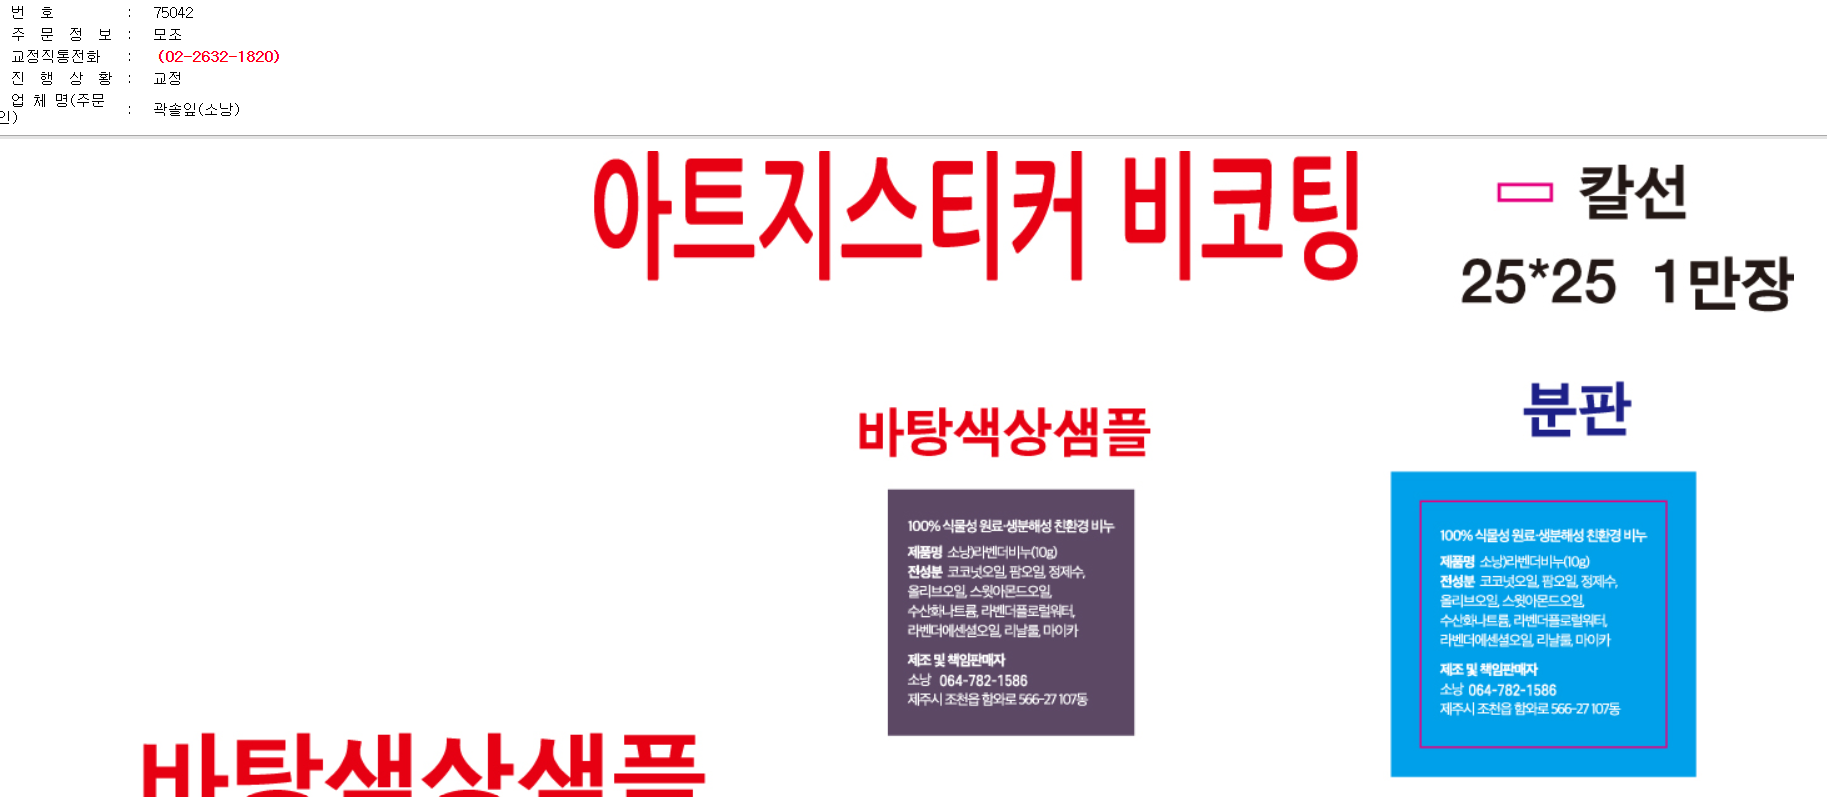 번 호 : 75042
주 문 정 보 : 모조
교정직통전화 : (02-2632-1820)
진 행 상 황 : 교정
업 체 명(주문
인) : 곽솔잎(소낭)
아트지스티커 비코팅
칼선
25*25 1만장
분판
바탕색상샘플
100% 식물성 원료·생분해성 친환경 비누
제품명 소낭)라벤더비누(10g)
전성분 코코넛오일, 팜오일, 정제수,
올리브오일, 스윗아몬드오일,
수산화나트륨, 라벤더플로럴워터,
라벤더에센셜오일, 리날룰, 마이카
제조 및 책임판매자
소낭 064-782-1586
제주시 조천읍 함와로 566-27 107동
100% 식물성 원료·생분해성 친환경 비누
제품명 소낭)라벤더비누(10g)
전성분 코코넛오일, 팜오일, 정제수,
올리브오일, 스윗아몬드오일,
수산화나트륨, 라벤더플로럴워터,
라벤더에센셜오일, 리날룰, 마이카
제조 및 책임판매자
소낭 064-782-1586
제주시 조천읍 함와로 566-27 107동
바탕색상샘플